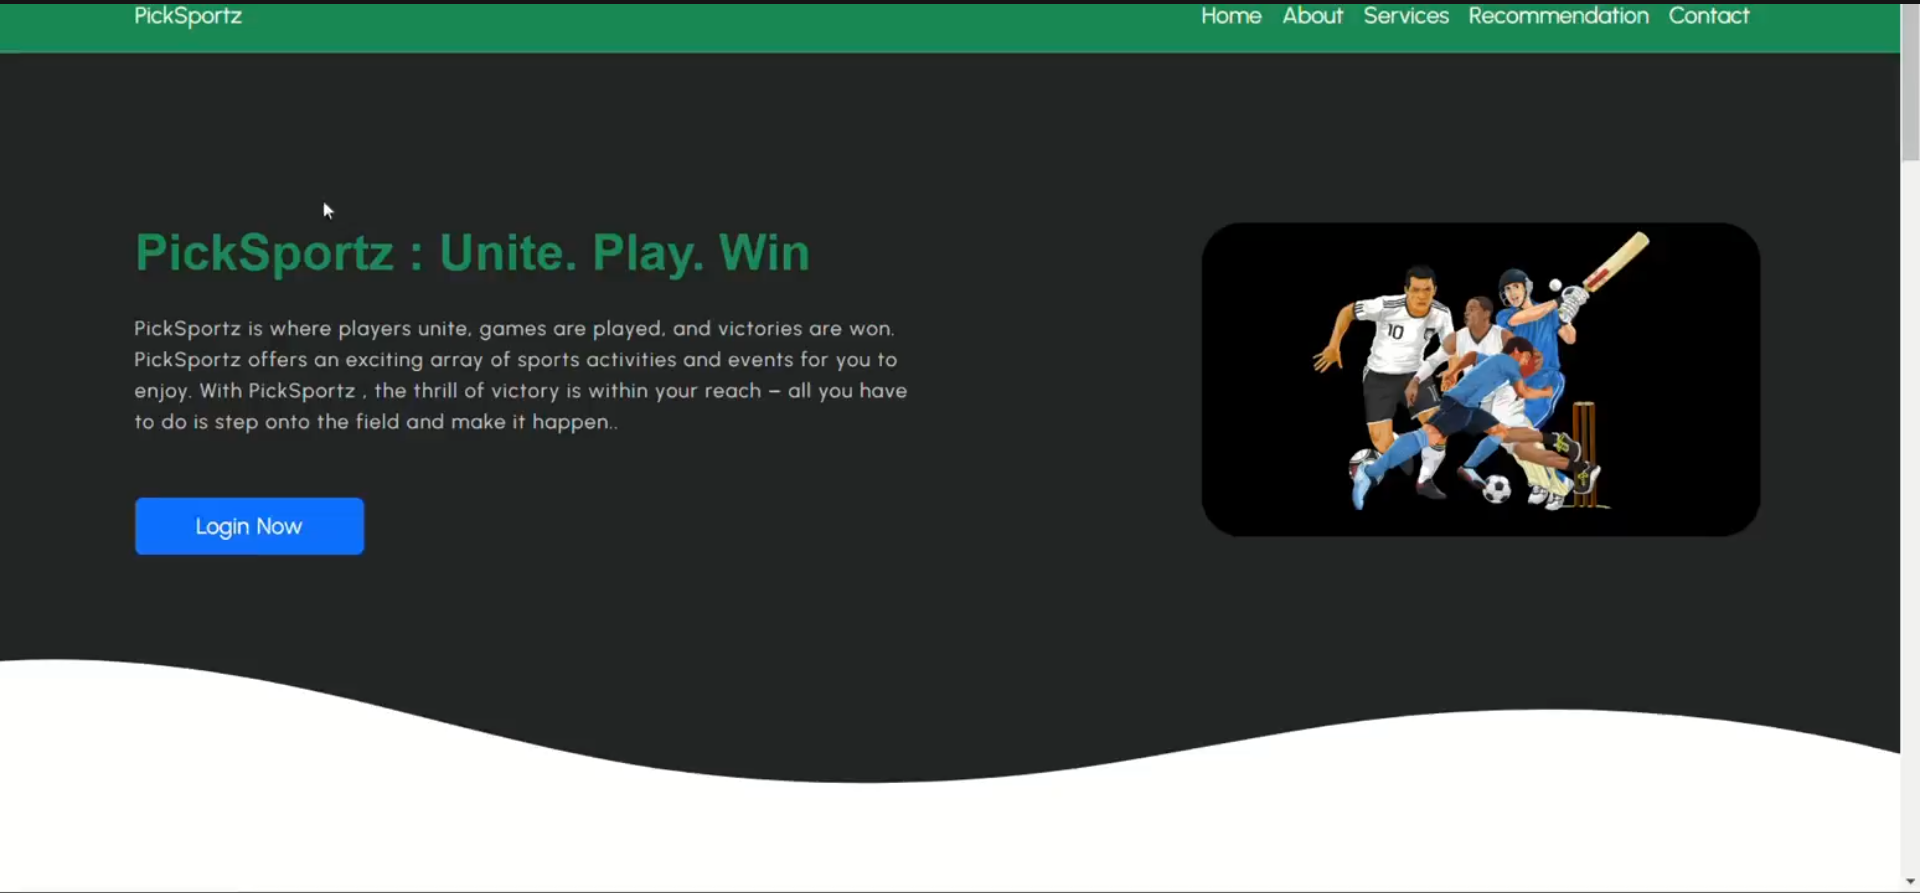 PickSportz
Home About Services Recommendation Contact
PickSportz : Unite. Play. Win
PickSportz is where players unite, games are played, and victories are won.
PickSportz offers an exciting array of sports activities and events for you to
enjoy. With PickSportz , the thrill of victory is within your reach – all you have
to do is step onto the field and make it happen..
Login Now
10